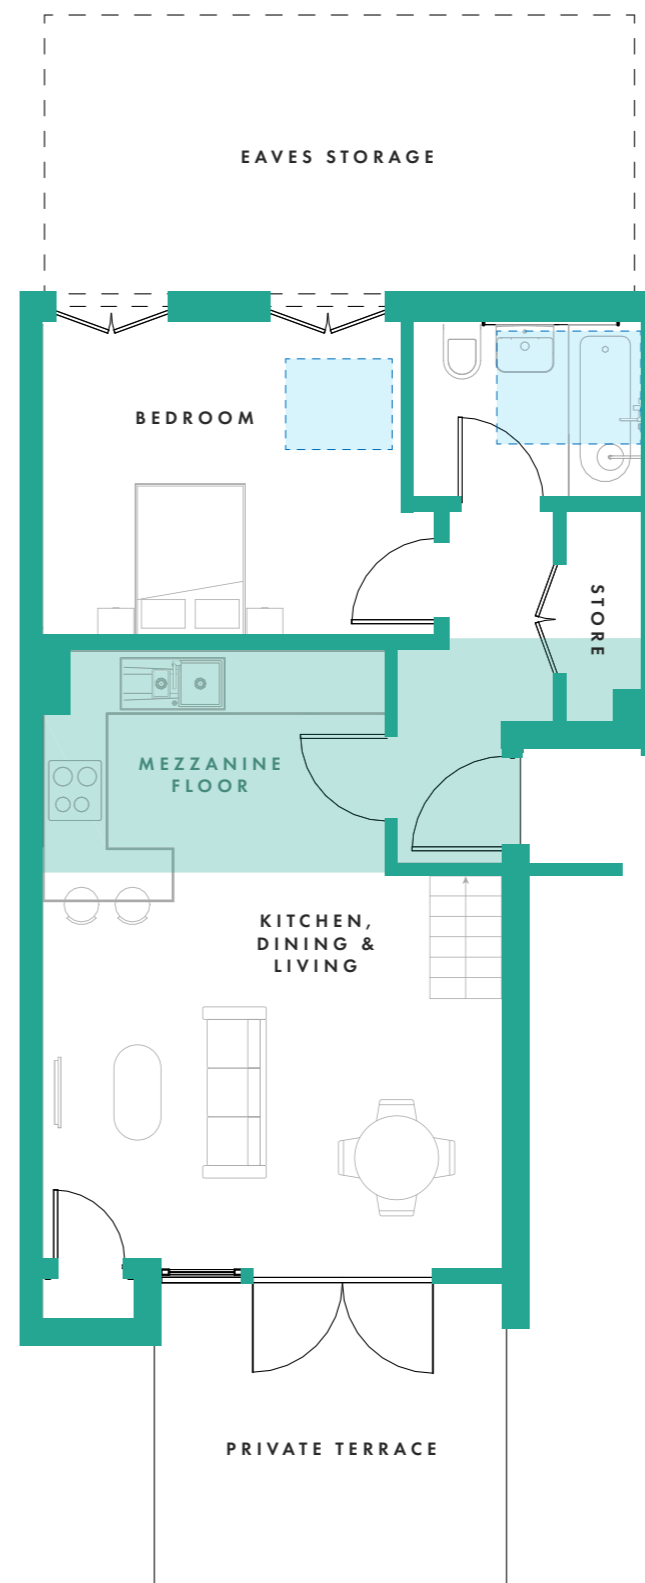 EAVES STORAGE
BEDROOM
STORE
MEZZANINE
FLOOR
KITCHEN,
DINING &
LIVING
PRIVATE TERRACE